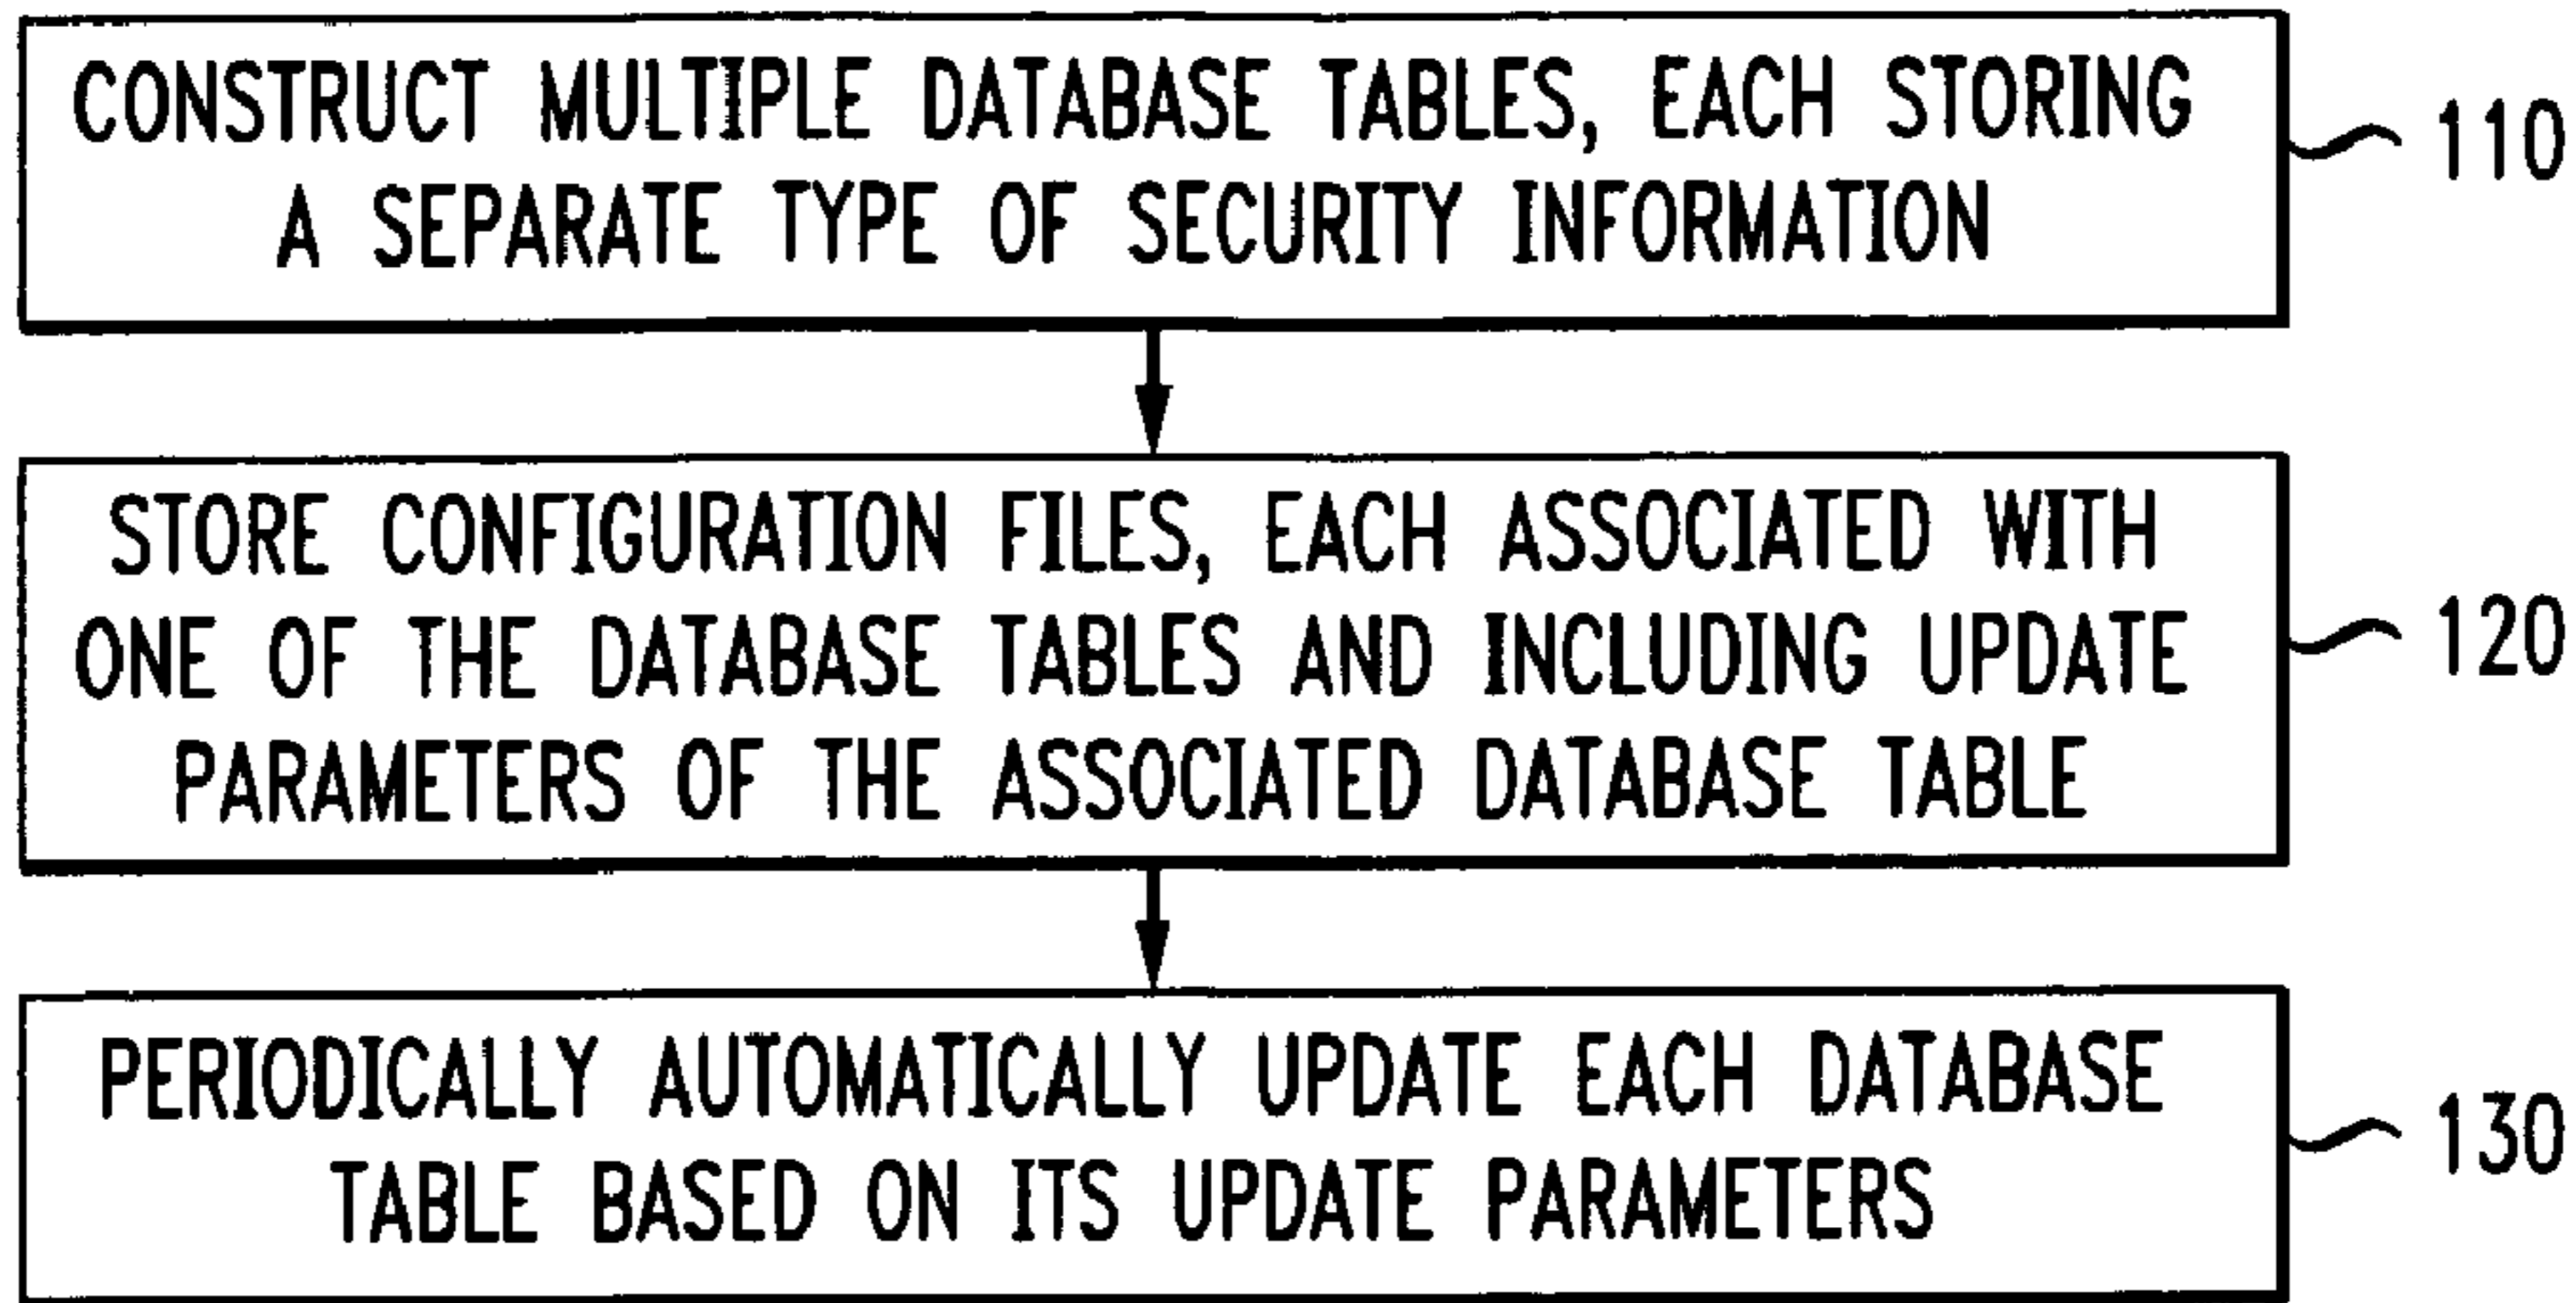 CONSTRUCT MULTIPLE DATABASE TABLES, EACH STORING
A SEPARATE TYPE OF SECURITY INFORMATION
110
STORE CONFIGURATION FILES, EACH ASSOCIATED WITH
ONE OF THE DATABASE TABLES AND INCLUDING UPDATE
PARAMETERS OF THE ASSOCIATED DATABASE TABLE
120
PERIODICALLY AUTOMATICALLY UPDATE EACH DATABASE
TABLE BASED ON ITS UPDATE PARAMETERS
130